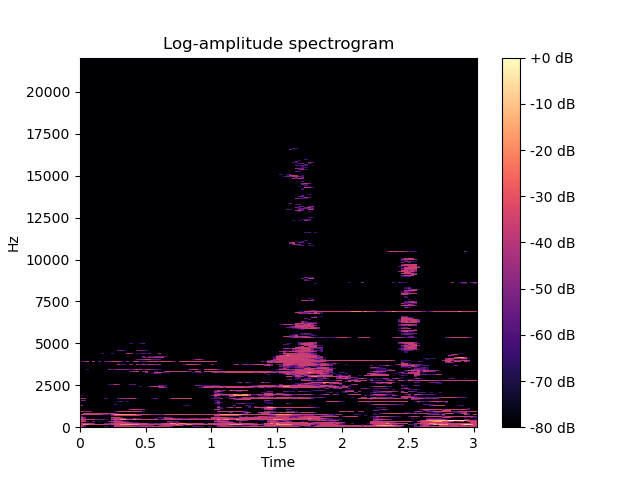 Log-amplitude spectrogram
Hz
20000
17500
15000
12500
10000
7500
5000
2500
0
0 0.5 1 1.5 2 2.5 3
Time
+0 dB
-10 dB
-20 dB
-30 dB
-40 dB
-50 dB
-60 dB
-70 dB
-80 dB